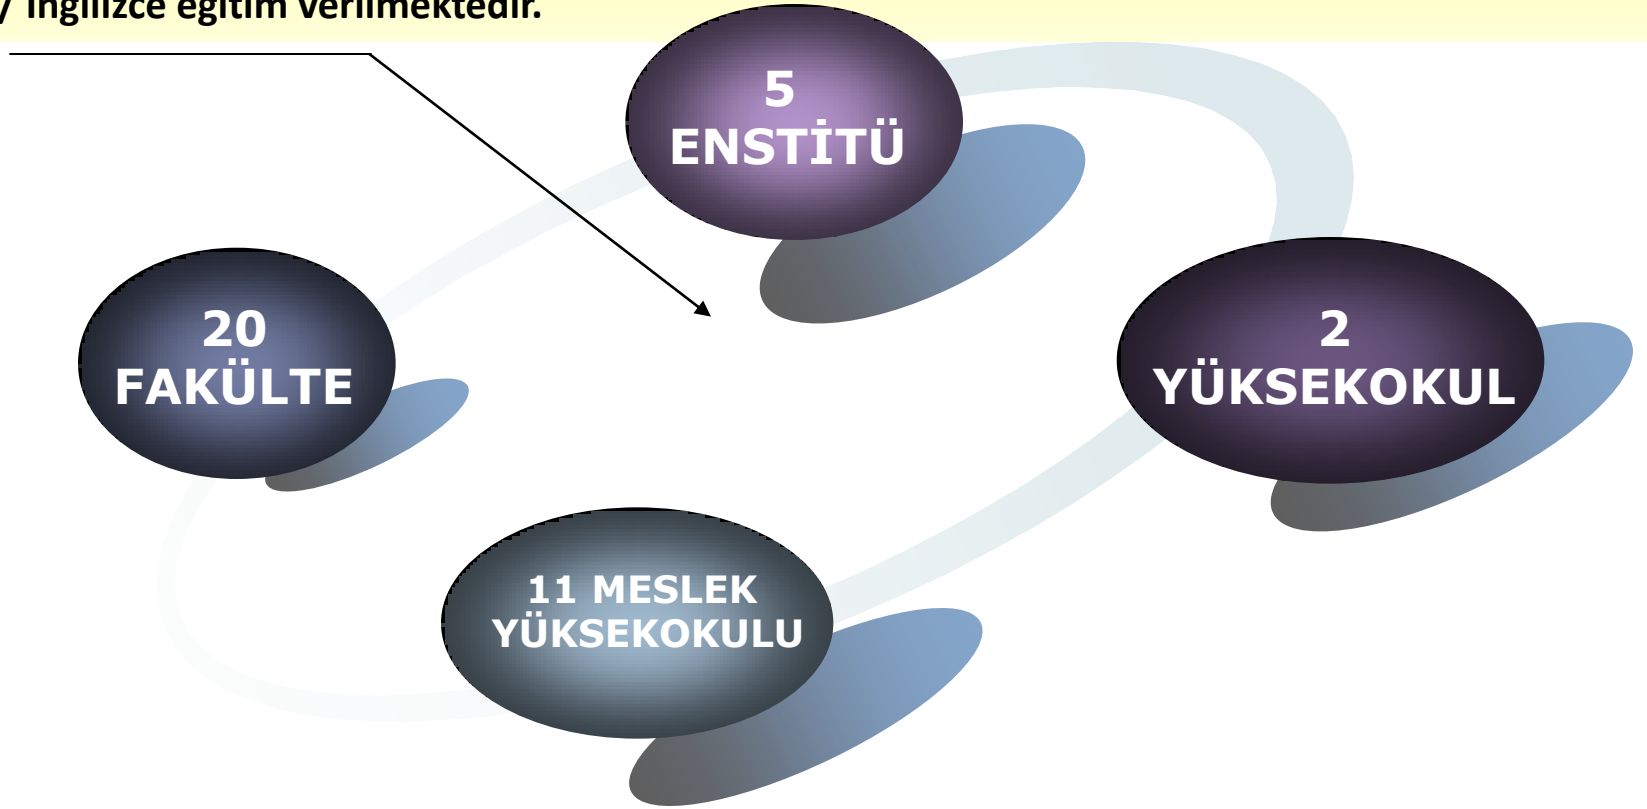 İngilizce eğitim verilmektedir.
5
ENSTİTÜ
20
FAKÜLTE
2
YÜKSEKOKUL
11 MESLEK
YÜKSEKOKULU